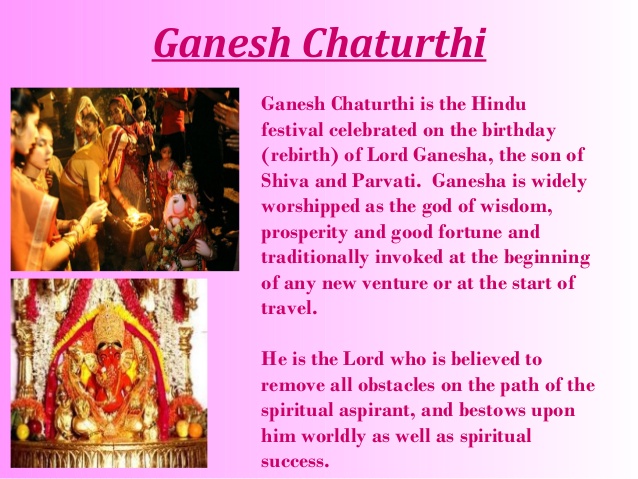 Ganesh Chaturthi
Ganesh Chaturthi is the Hindu
festival celebrated on the birthday
(rebirth) of Lord Ganesha, the son of
Shiva and Parvati. Ganesha is widely
worshipped as the god of wisdom,
prosperity and good fortune and
traditionally invoked at the beginning
of any new venture or at the start of
travel.
He is the Lord who is believed to
remove all obstacles on the path of the
spiritual aspirant, and bestows upon
him worldly as well as spiritual
success.